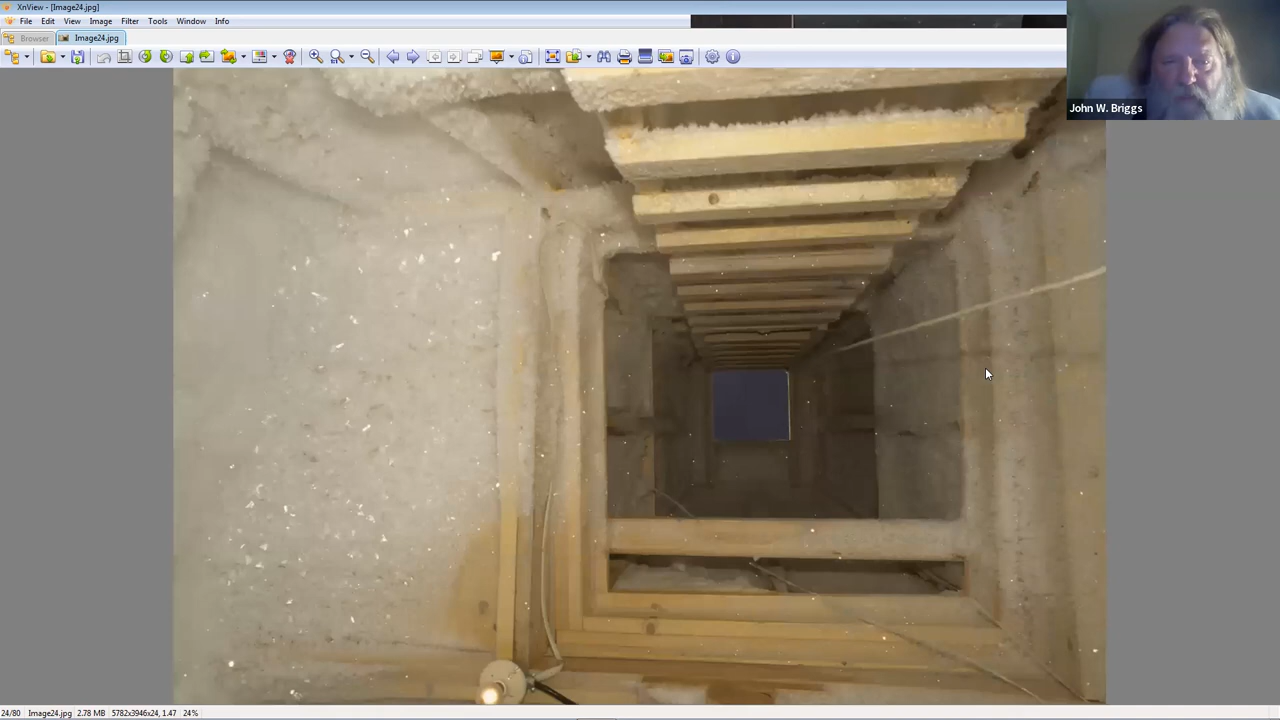 XnView - [Image24.jpg]
File Edit View Image Filter Tools Window Info
Browser Image24.jpg
John W. Briggs
24/80 Image24.jpg 2.78 MB 5782x3946x24, 1.47 24%